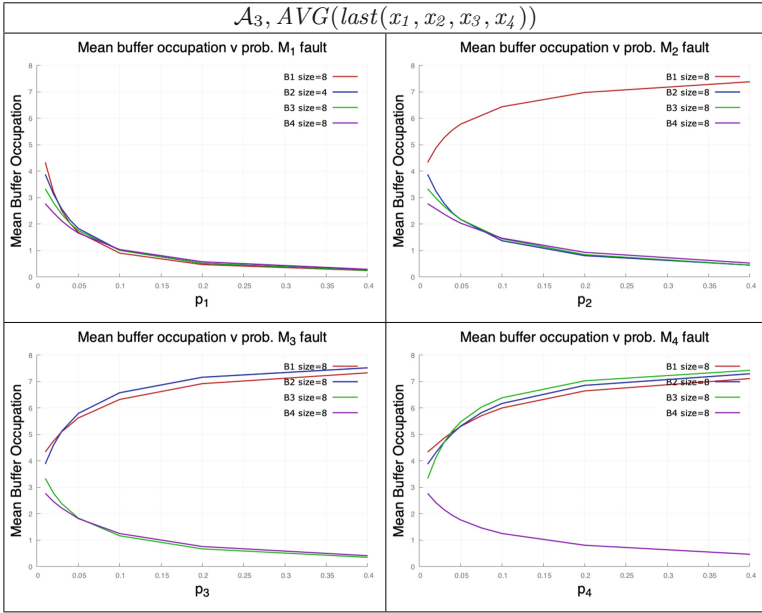 A₃, AVG(last(x₁, x₂, x₃, x₄))
Mean buffer occupation v prob. M₁ fault
8
7
6
5
4
3
2
1
0
Mean Buffer Occupation
B1 size=8
B2 size=4
B3 size=8
B4 size=8
0 0.05 0.1 0.15 0.2 0.25 0.3 0.35 0.4
p₁
Mean buffer occupation v prob. M₂ fault
8
7
6
5
4
3
2
1
0
Mean Buffer Occupation
B1 size=8
B2 size=8
B3 size=8
B4 size=8
0 0.05 0.1 0.15 0.2 0.25 0.3 0.35 0.4
p₂
Mean buffer occupation v prob. M₃ fault
8
7
6
5
4
3
2
1
0
Mean Buffer Occupation
B1 size=8
B2 size=8
B3 size=8
B4 size=8
0 0.05 0.1 0.15 0.2 0.25 0.3 0.35 0.4
p₃
Mean buffer occupation v prob. M₄ fault
8
7
6
5
4
3
2
1
0
Mean Buffer Occupation
B1 size=8
B2 size=8
B3 size=8
B4 size=8
0 0.05 0.1 0.15 0.2 0.25 0.3 0.35 0.4
p₄